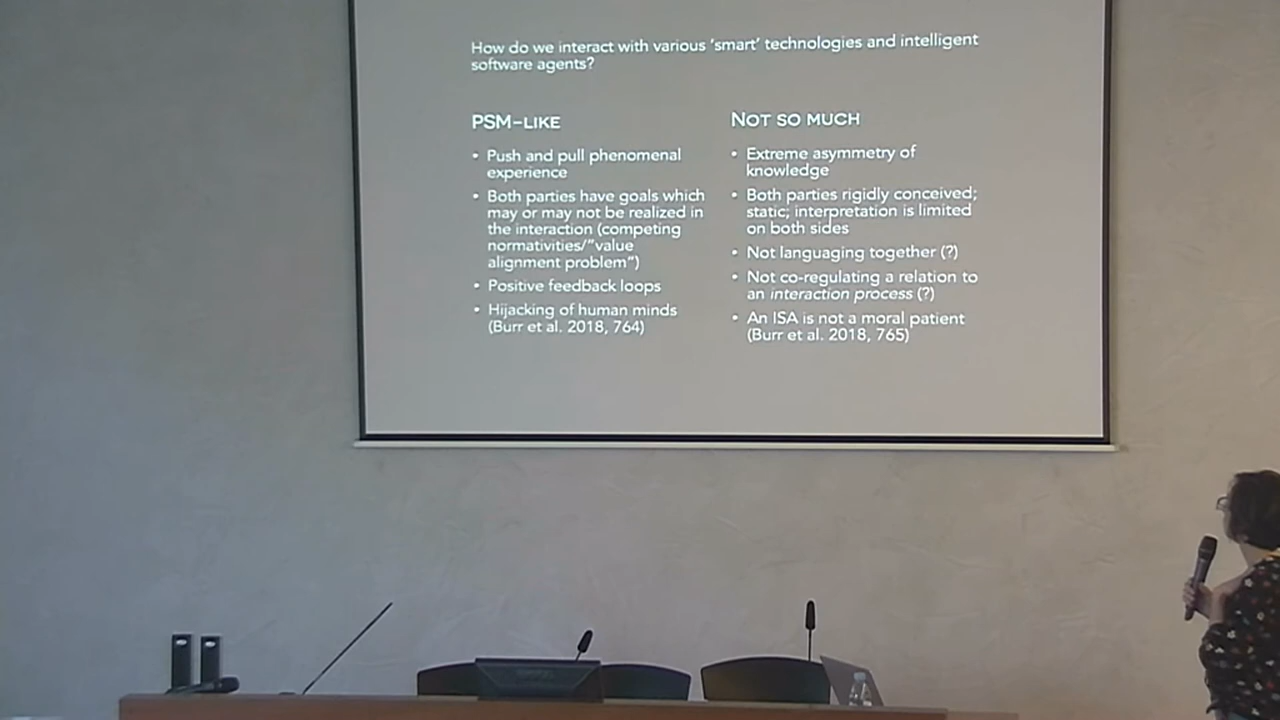 How do we interact with various 'smart' technologies and intelligent
software agents?
PSM-LIKE
• Push and pull phenomenal
experience
• Both parties have goals which
may or may not be realized in
the interaction (competing
normativities/"value
alignment problem")
• Positive feedback loops
• Hijacking of human minds
(Burr et al. 2018, 764)
NOT SO MUCH
• Extreme asymmetry of
knowledge
• Both parties rigidly conceived;
static; interpretation is limited
on both sides
• Not languaging together (?)
• Not co-regulating a relation to
an interaction process (?)
• An ISA is not a moral patient
(Burr et al. 2018, 765)